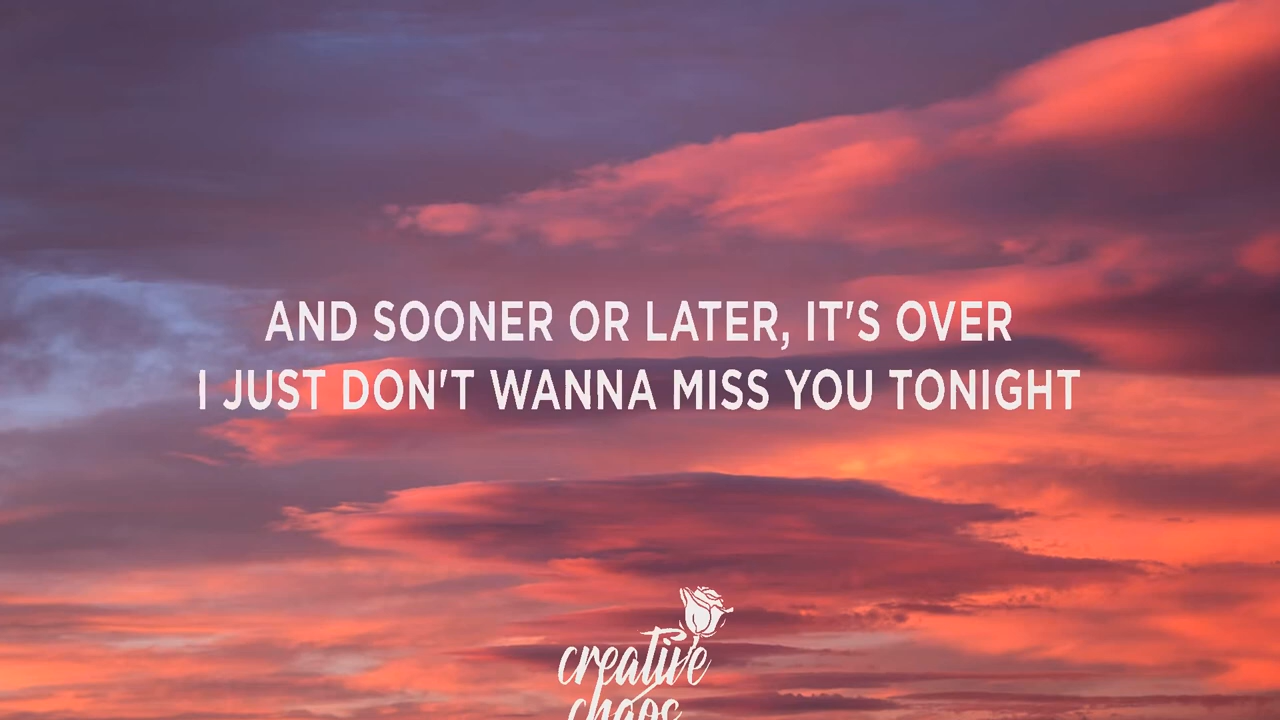 AND SOONER OR LATER, IT'S OVER
I JUST DON'T WANNA MISS YOU TONIGHT
creative
chaos